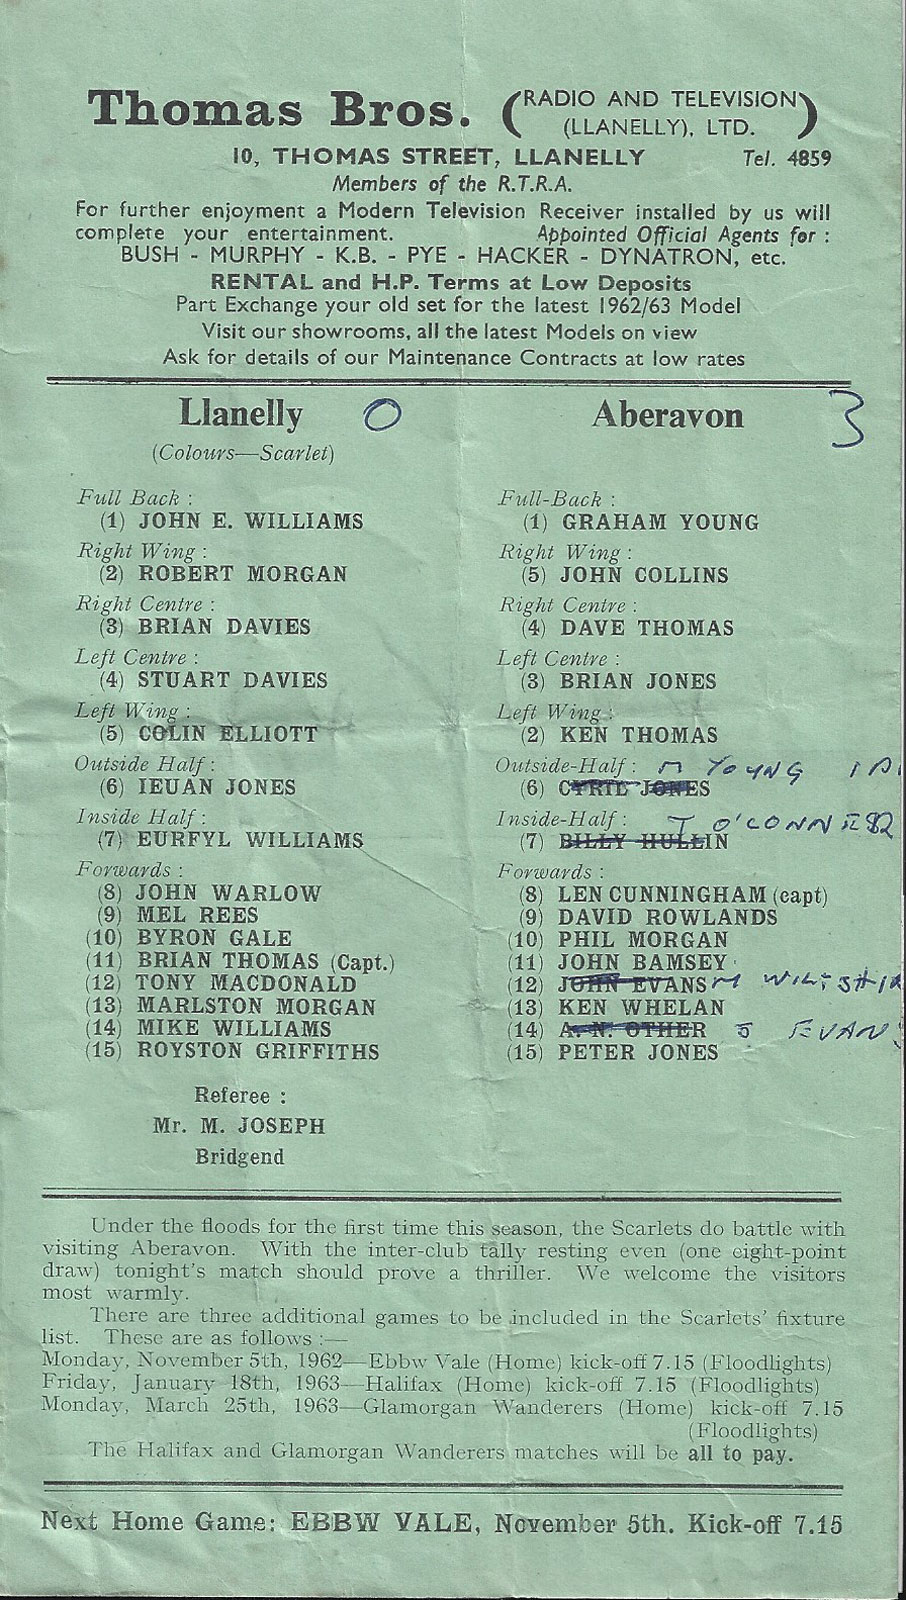 Thomas Bros. (RADIO AND TELEVISION
(LLANELLY), LTD.)
10, THOMAS STREET, LLANELLY Tel. 4859
Members of the R.T.R.A.
For further enjoyment a Modern Television Receiver installed by us will
complete your entertainment. Appointed Official Agents for :
BUSH - MURPHY - K.B. - PYE - HACKER - DYNATRON, etc.
RENTAL and H.P. Terms at Low Deposits
Part Exchange your old set for the latest 1962/63 Model
Visit our showrooms, all the latest Models on view
Ask for details of our Maintenance Contracts at low rates
Llanelly 0
(Colours—Scarlet)
Full Back :
(1) JOHN E. WILLIAMS
Right Wing :
(2) ROBERT MORGAN
Right Centre :
(3) BRIAN DAVIES
Left Centre :
(4) STUART DAVIES
Left Wing :
(5) COLIN ELLIOTT
Outside Half :
(6) IEUAN JONES
Inside Half :
(7) EURFYL WILLIAMS
Forwards :
(8) JOHN WARLOW
(9) MEL REES
(10) BYRON GALE
(11) BRIAN THOMAS (Capt.)
(12) TONY MACDONALD
(13) MARLSTON MORGAN
(14) MIKE WILLIAMS
(15) ROYSTON GRIFFITHS
Referee :
Mr. M. JOSEPH
Bridgend
Aberavon 3
Full-Back :
(1) GRAHAM YOUNG
Right Wing :
(5) JOHN COLLINS
Right Centre :
(4) DAVE THOMAS
Left Centre :
(3) BRIAN JONES
Left Wing :
(2) KEN THOMAS
Outside-Half : M YOUNG
(6) CYRIL JONES
Inside-Half : T
(7) BILLY HULLIN
Forwards :
(8) LEN CUNNINGHAM (capt)
(9) DAVID ROWLANDS
(10) PHIL MORGAN
(11) JOHN BAMSEY
(12) JOHN EVANS M
(13) KEN WHELAN
(14) A. N. OTHER J EVANS
(15) PETER JONES
Under the floods for the first time this season, the Scarlets do battle with
visiting Aberavon. With the inter-club tally resting even (one eight-point
draw) tonight's match should prove a thriller. We welcome the visitors
most warmly.
There are three additional games to be included in the Scarlets' fixture
list. These are as follows :—
Monday, November 5th, 1962—Ebbw Vale (Home) kick-off 7.15 (Floodlights)
Friday, January 18th, 1963—Halifax (Home) kick-off 7.15 (Floodlights)
Monday, March 25th, 1963—Glamorgan Wanderers (Home) kick-off 7.15
(Floodlights)
The Halifax and Glamorgan Wanderers matches will be all to pay.
Next Home Game: EBBW VALE, November 5th. Kick-off 7.15